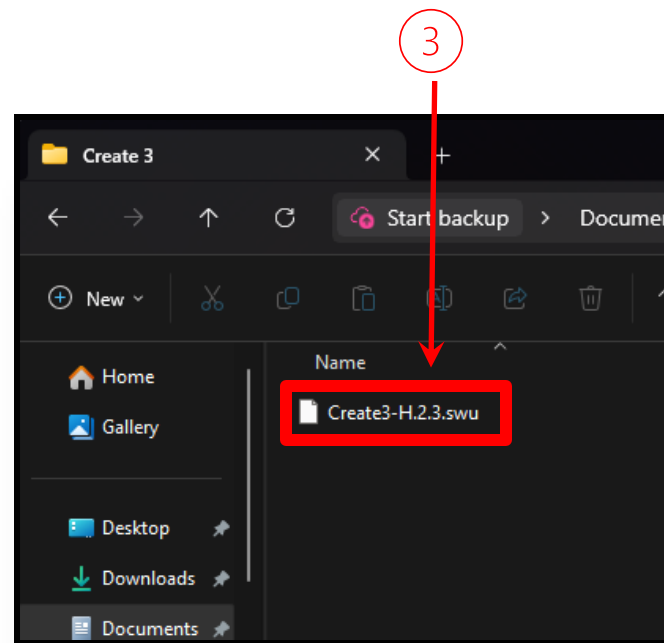 3
Create 3
Start backup > Documen
New
Name
Home
Create3-H.2.3.swu
Gallery
Desktop
Downloads
Documents